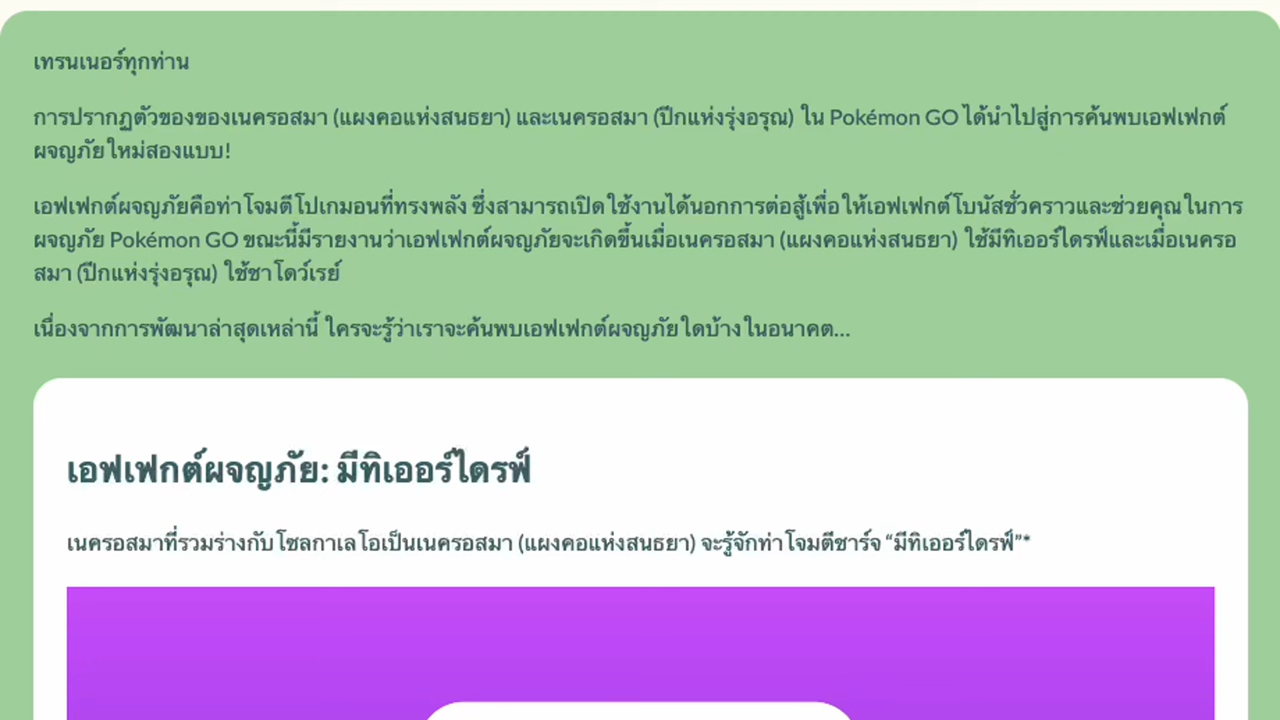 เทรนเนอร์ทุกท่าน
การปรากฏตัวของของเนครอสมา (แผงคอแห่งสนธยา) และเนครอสมา (ปีกแห่งรุ่งอรุณ) ใน Pokémon GO ได้นำไปสู่การค้นพบเอฟเฟกต์
ผจญภัยใหม่สองแบบ!
เอฟเฟกต์ผจญภัยคือท่าโจมตีโปเกมอนที่ทรงพลัง ซึ่งสามารถเปิดใช้งานได้นอกการต่อสู้เพื่อให้เอฟเฟกต์โบนัสชั่วคราวและช่วยคุณในการ
ผจญภัย Pokémon GO ขณะนี้มีรายงานว่าเอฟเฟกต์ผจญภัยจะเกิดขึ้นเมื่อเนครอสมา (แผงคอแห่งสนธยา) ใช้มีทิเออร์ไดรฟ์และเมื่อเนครอ
สมา (ปีกแห่งรุ่งอรุณ) ใช้ชาโดว์เรย์
เนื่องจากการพัฒนาล่าสุดเหล่านี้ ใครจะรู้ว่าเราจะค้นพบเอฟเฟกต์ผจญภัยใดบ้างในอนาคต...
เอฟเฟกต์ผจญภัย: มีทิเออร์ไดรฟ์
เนครอสมาที่รวมร่างกับโซลกาเลโอเป็นเนครอสมา (แผงคอแห่งสนธยา) จะรู้จักท่าโจมตีชาร์จ “มีทิเออร์ไดรฟ์”*